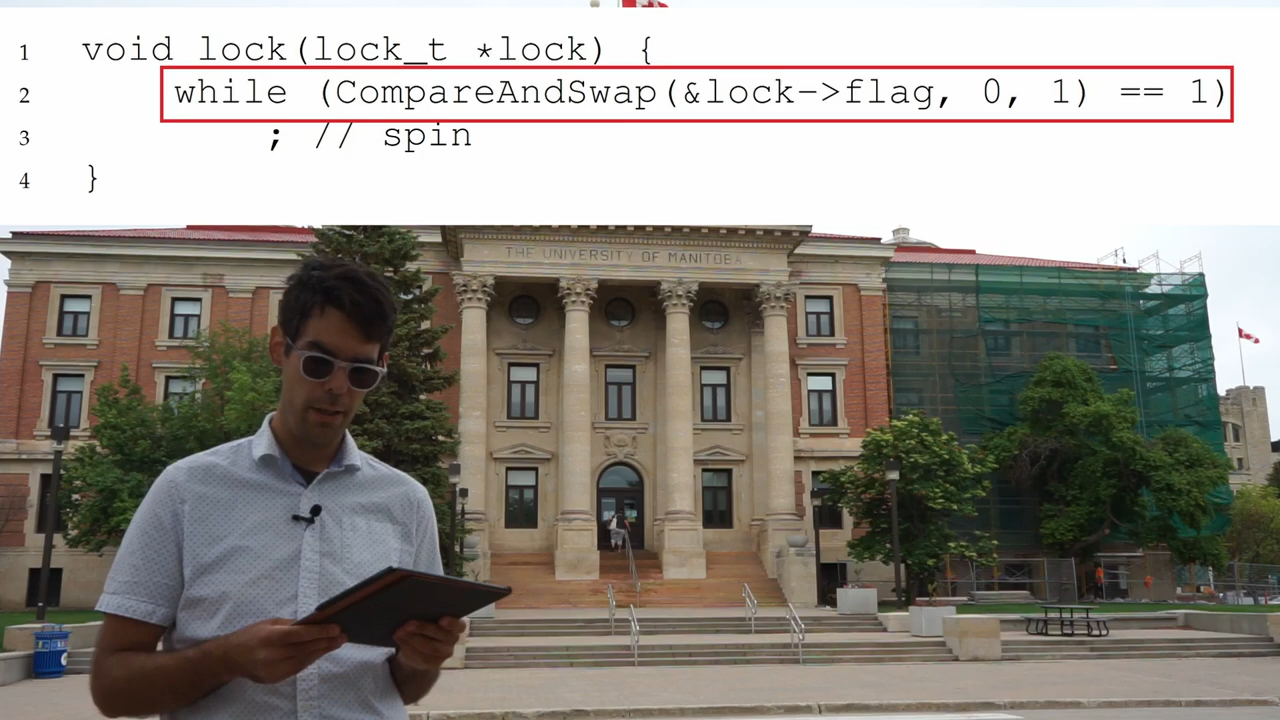 1 void lock(lock_t *lock) {
2 while (CompareAndSwap(&lock->flag, 0, 1) == 1)
3 ; // spin
4 }
THE UNIVERSITY OF MANITOBA